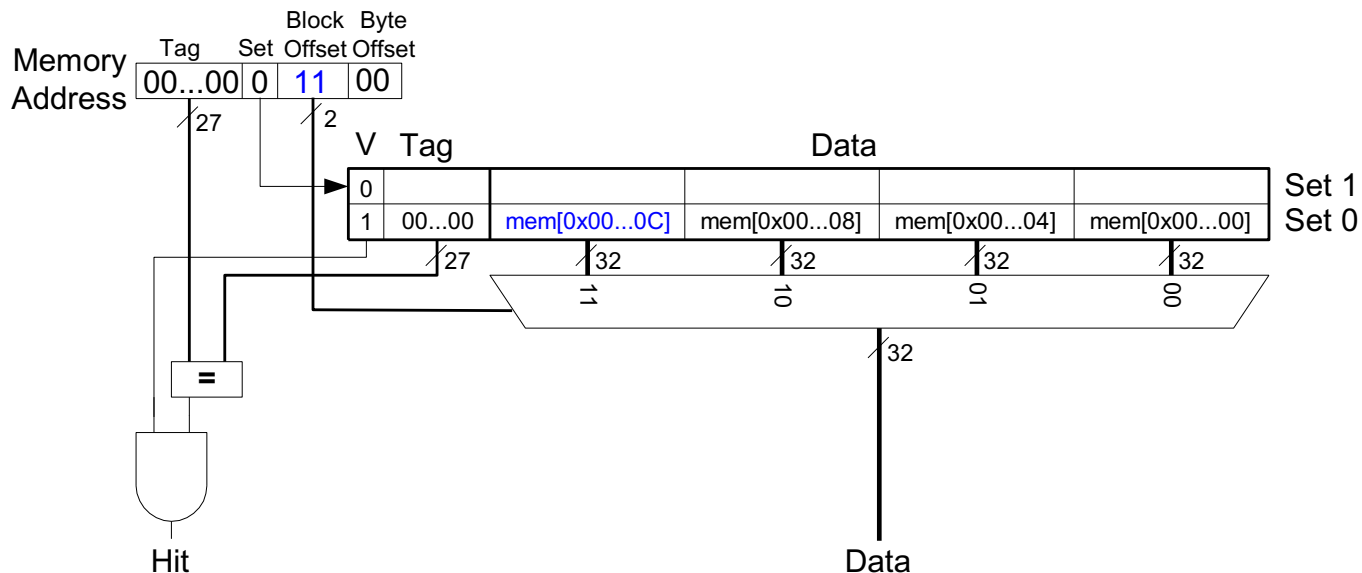 Block Byte
Tag Set Offset Offset
Memory Address 00...00 0 11 00
27 2
V Tag Data
0 Set 1
1 00...00 mem[0x00...0C] mem[0x00...08] mem[0x00...04] mem[0x00...00] Set 0
27 32 32 32 32
11 10 01 00
32
=
Hit Data